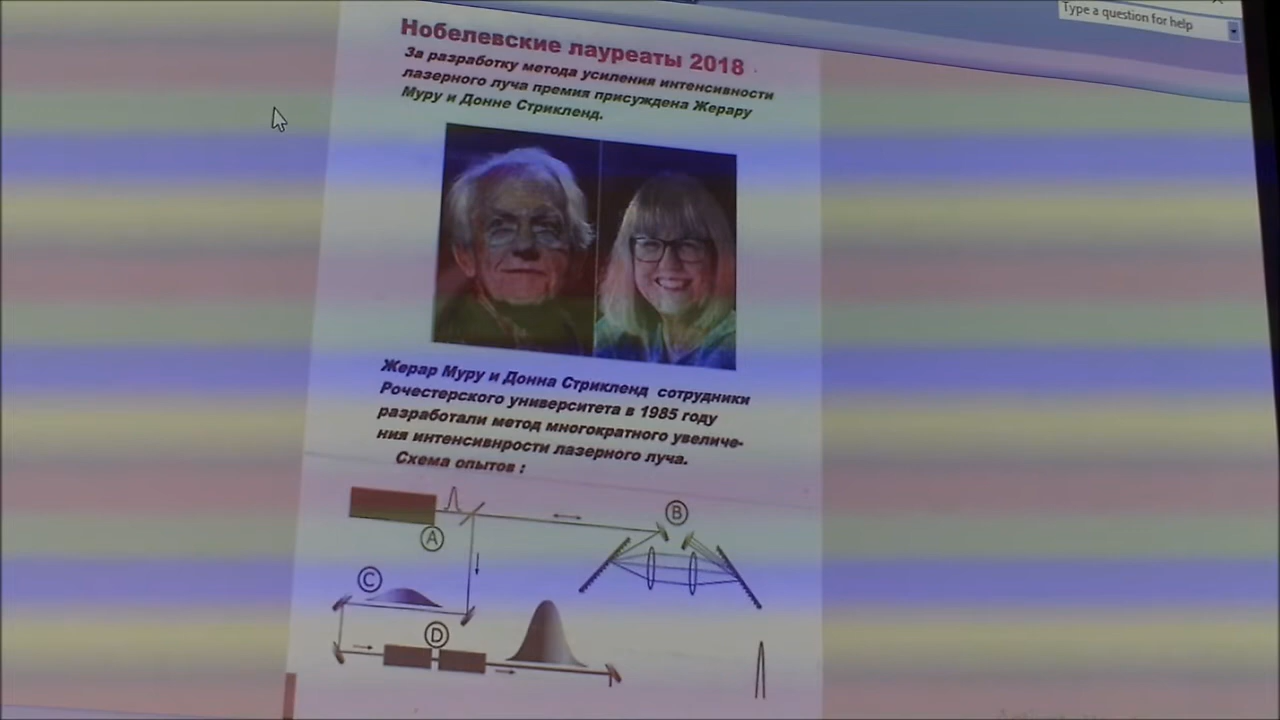 Type a question for help
Нобелевские лауреаты 2018
За разработку метода усиления интенсивности
лазерного луча премия присуждена Жерару
Муру и Донне Стрикленд.
Жерар Муру и Донна Стрикленд сотрудники
Рочестерского университета в 1985 году
разработали метод многократного увеличе-
ния интенсивнрости лазерного луча.
Схема опытов :
A
B
C
D